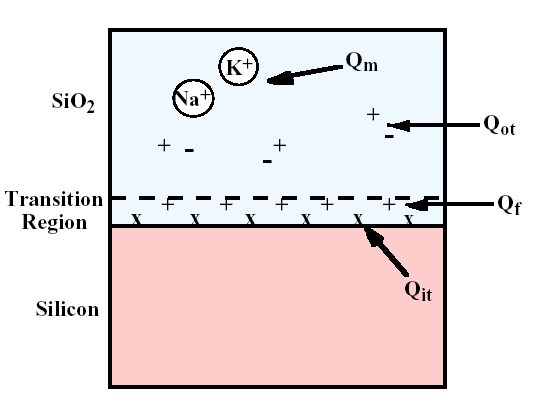 K+
Qm
Na+
SiO2
+
-
Qot
+ - + -
Transition
Region
+ + + + +
Qf
x x x x x x
Qit
Silicon